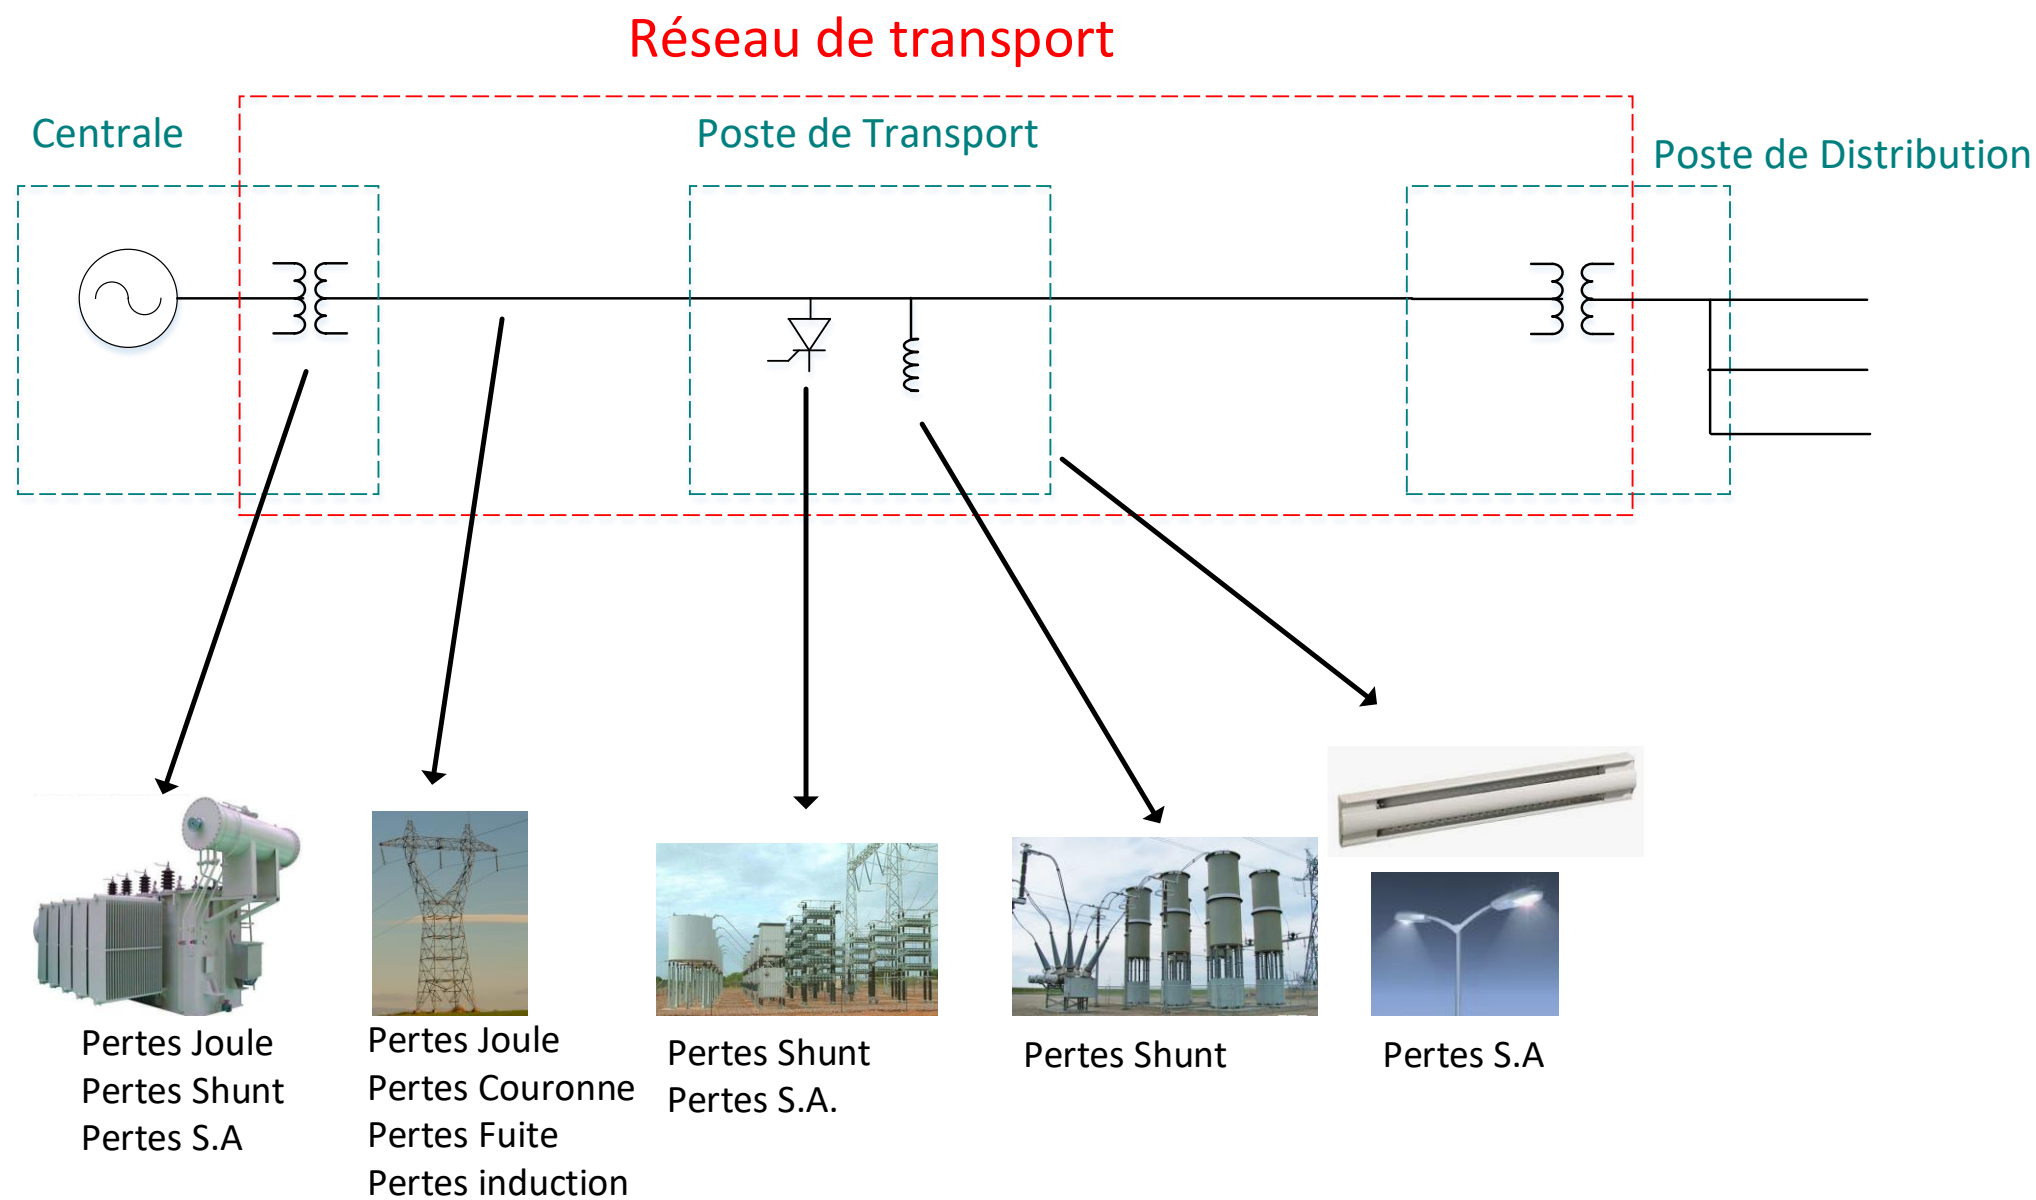 Réseau de transport
Centrale
Poste de Transport
Poste de Distribution
Pertes Joule
Pertes Shunt
Pertes S.A
Pertes Joule
Pertes Couronne
Pertes Fuite
Pertes induction
Pertes Shunt
Pertes S.A.
Pertes Shunt
Pertes S.A